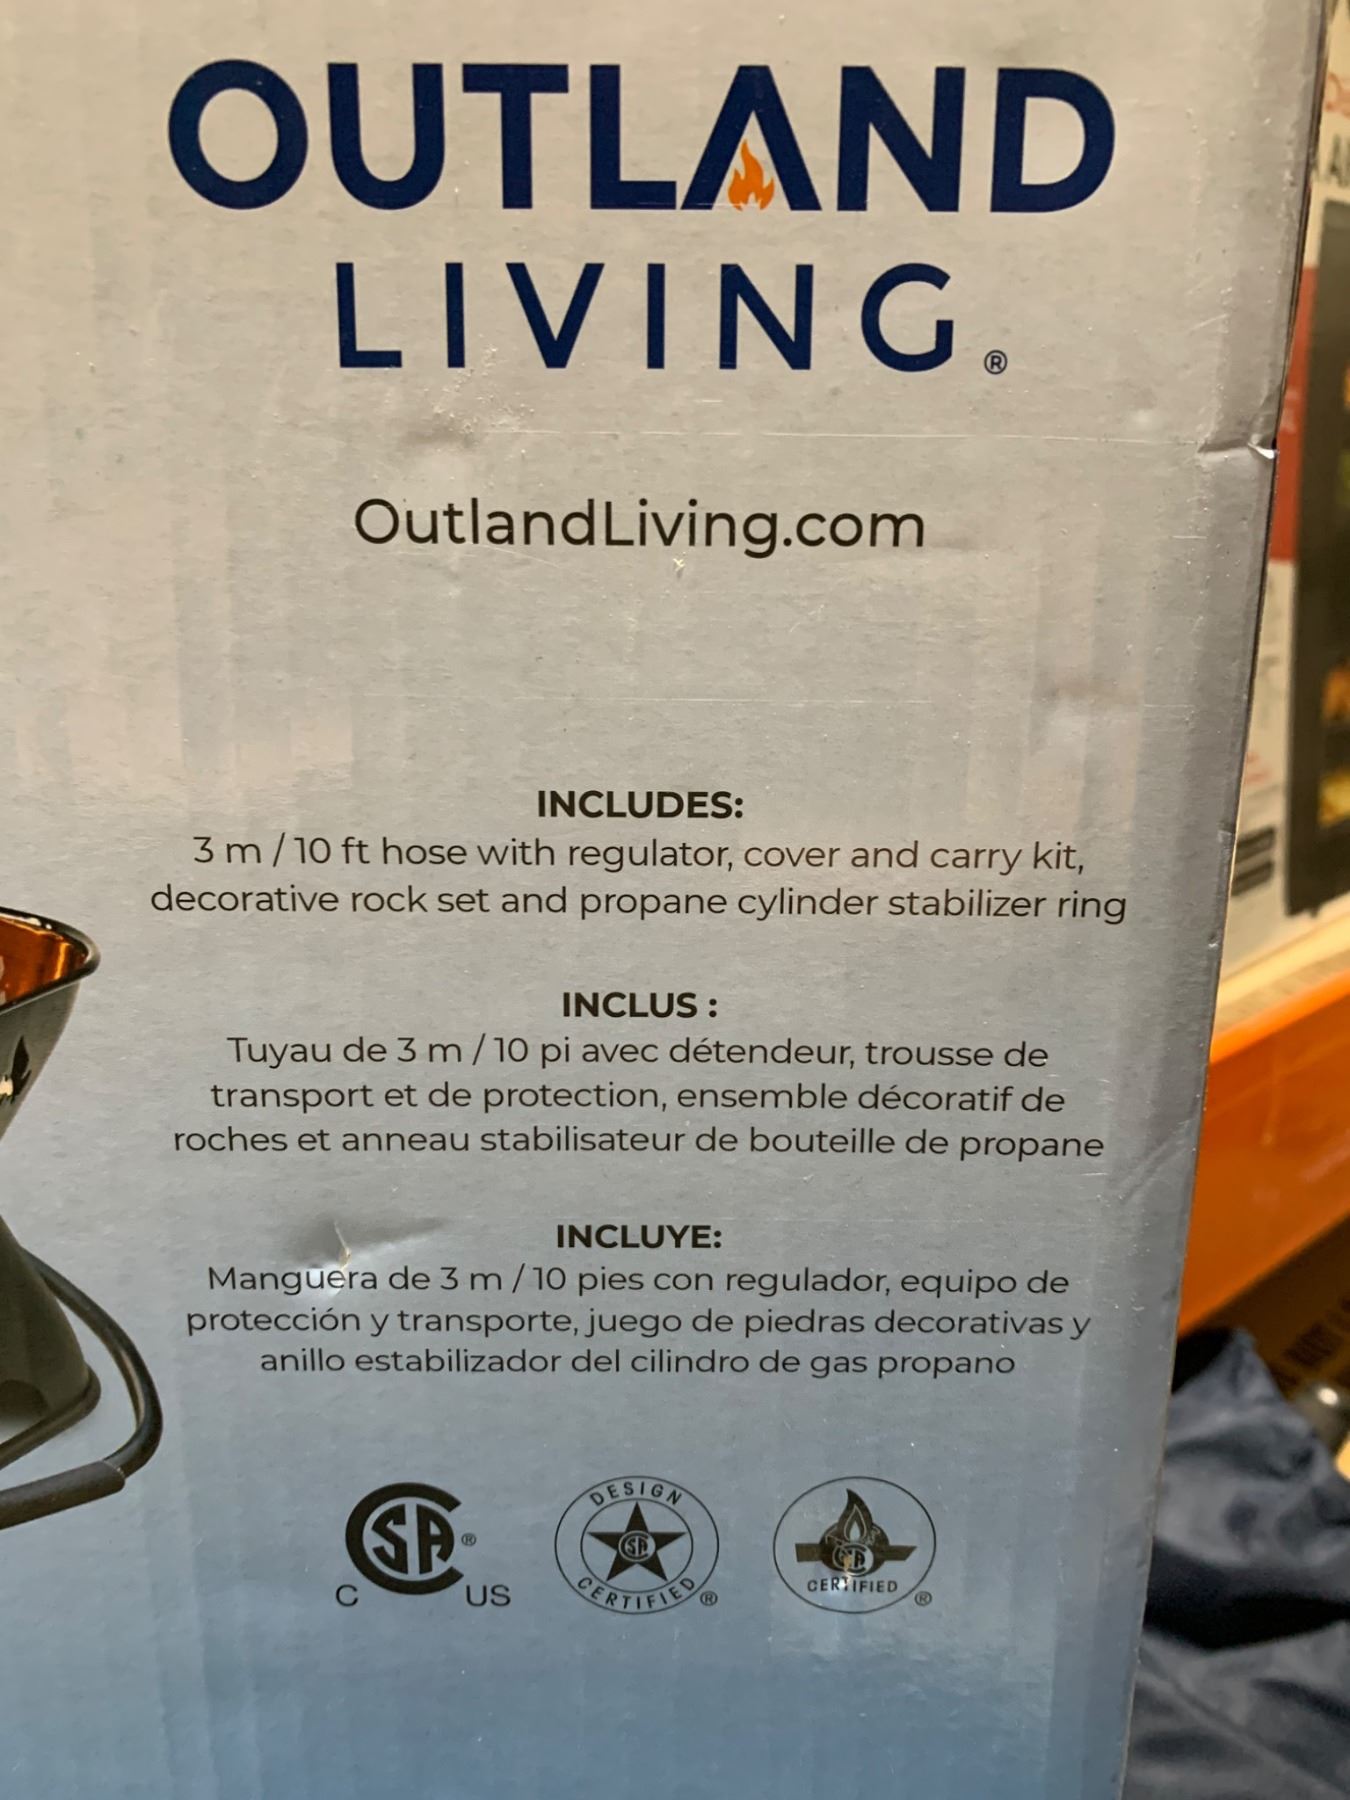 OUTLAND
LIVING®
OutlandLiving.com
INCLUDES:
3 m / 10 ft hose with regulator, cover and carry kit,
decorative rock set and propane cylinder stabilizer ring
INCLUS :
Tuyau de 3 m / 10 pi avec détendeur, trousse de
transport et de protection, ensemble décoratif de
roches et anneau stabilisateur de bouteille de propane
INCLUYE:
Manguera de 3 m / 10 pies con regulador, equipo de
protección y transporte, juego de piedras decorativas y
anillo estabilizador del cilindro de gas propano
CSA®
C US
DESIGN
SA
CERTIFIED®
CERTIFIED®